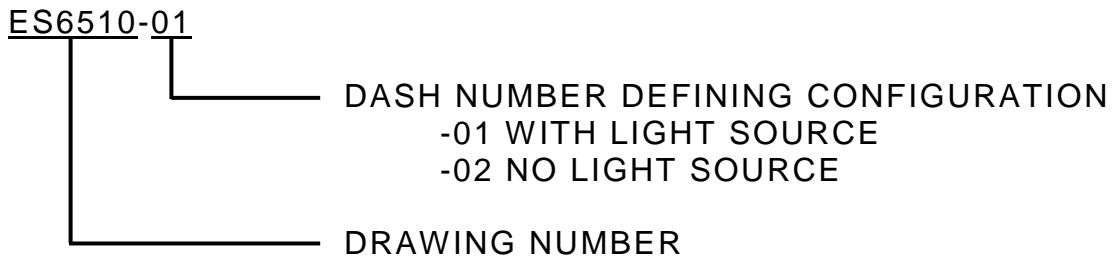 ES6510-01
DASH NUMBER DEFINING CONFIGURATION
-01 WITH LIGHT SOURCE
-02 NO LIGHT SOURCE
DRAWING NUMBER